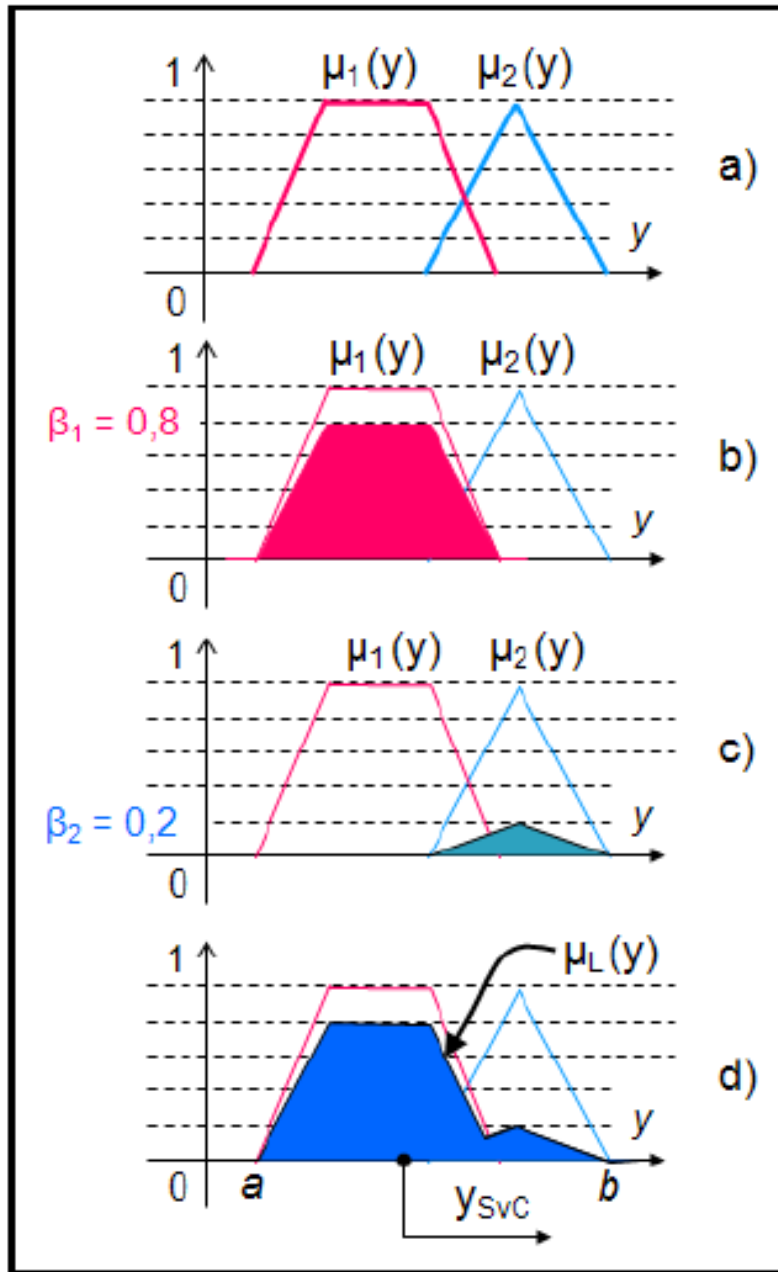 1 μ₁(y) μ₂(y)
a)
y
0
1 μ₁(y) μ₂(y)
β₁ = 0,8
b)
y
0
1 μ₁(y) μ₂(y)
c)
β₂ = 0,2 y
0
1 μL(y)
d)
y
0 a b
ySvC